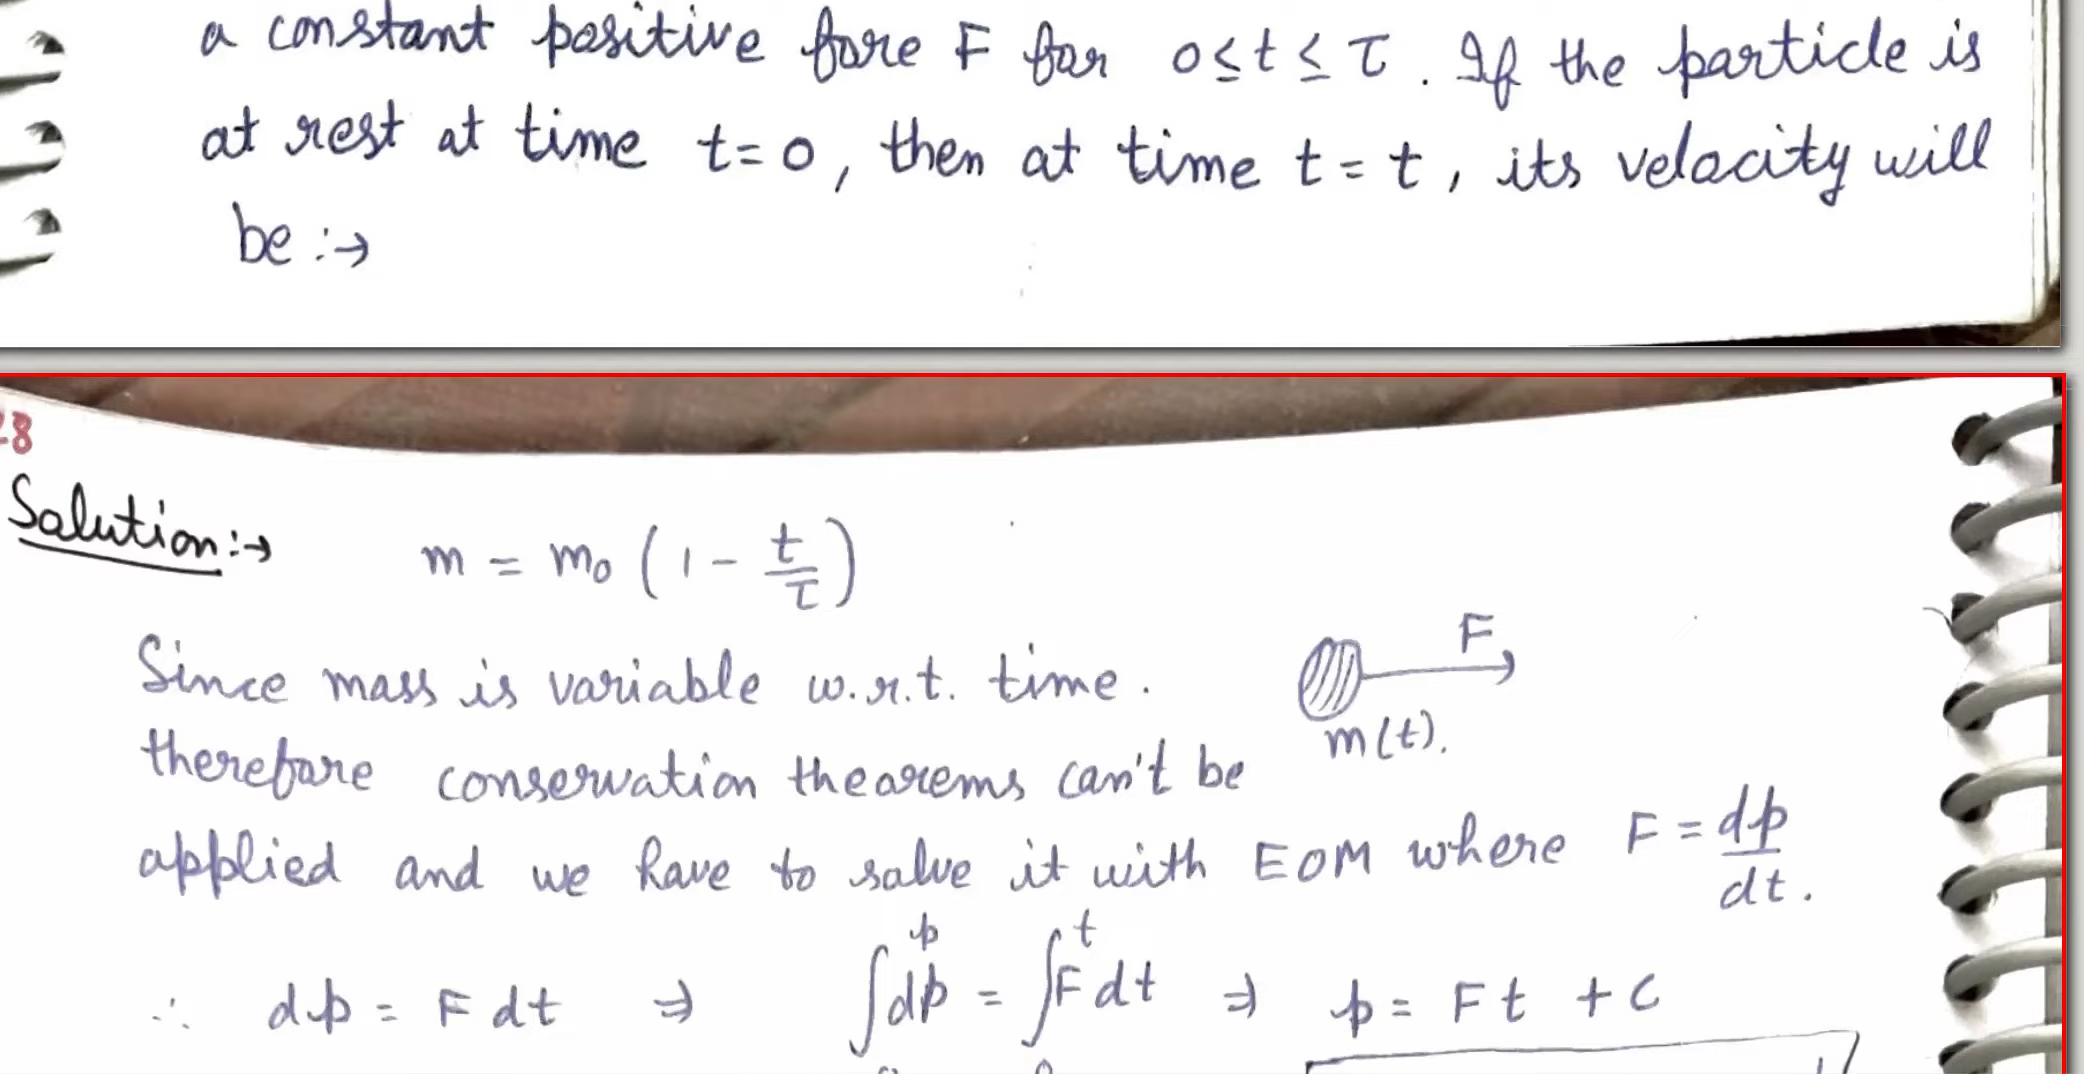 a constant positive fore F for 0≤t≤τ. If the particle is
at rest at time t=0, then at time t=t, its velocity will
be :→
28
Solution:→ m = m₀ (1 - t/τ)
Since mass is variable w.r.t. time.
F
therefore conservation theorems can't be
m(t).
applied and we have to solve it with EOM where F = dp/dt.
∴ dp = F dt ⇒ ∫dp = ∫F dt ⇒ p = Ft + c